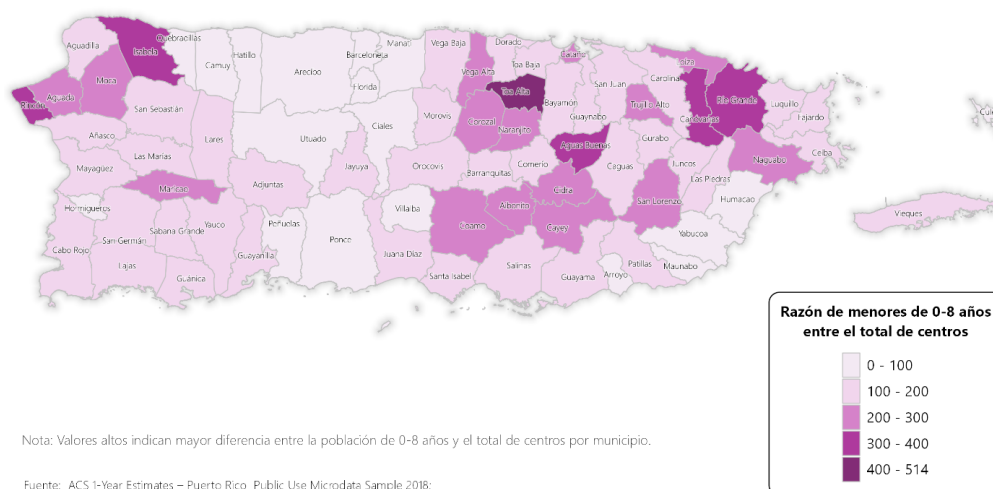 Quebradillas
Aguadilla
Isabela
Hatillo
Camuy
Arecibo
Barceloneta
Manatí
Florida
Vega Baja
Vega Alta
Dorado
Toa Baja
Toa Alta
Cataño
Bayamón
San Juan
Guaynabo
Carolina
Loíza
Trujillo Alto
Canóvanas
Río Grande
Luquillo
Fajardo
Ceiba
Naguabo
Rincón
Aguada
Moca
San Sebastián
Lares
Utuado
Ciales
Morovis
Corozal
Naranjito
Aguas Buenas
Gurabo
Juncos
Caguas
Las Piedras
Humacao
Añasco
Las Marías
Mayagüez
Maricao
Adjuntas
Jayuya
Orocovis
Barranquitas
Comerío
Cidra
Aibonito
Cayey
San Lorenzo
Yabucoa
Maunabo
Patillas
Arroyo
Guayama
Salinas
Coamo
Santa Isabel
Juana Díaz
Villalba
Ponce
Peñuelas
Guayanilla
Yauco
Guánica
Sabana Grande
San Germán
Lajas
Cabo Rojo
Hormigueros
Vieques
Razón de menores de 0-8 años
entre el total de centros
0 - 100
100 - 200
200 - 300
300 - 400
400 - 514
Nota: Valores altos indican mayor diferencia entre la población de 0-8 años y el total de centros por municipio.
Fuente: ACS 1-Year Estimates – Puerto Rico Public Use Microdata Sample 2018;